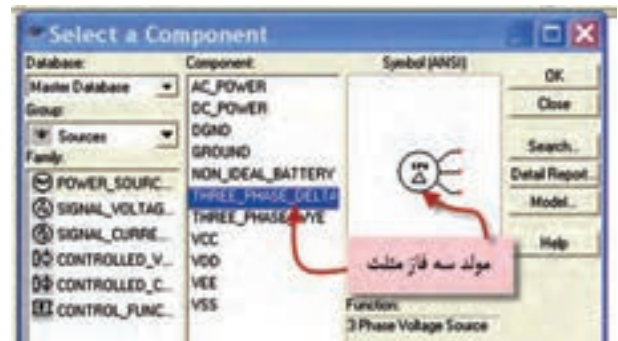 Select a Component
Database:
Master Database
Group:
Sources
Family:
POWER_SOURC...
SIGNAL_VOLTAG...
SIGNAL_CURRE...
CONTROLLED_V...
CONTROLLED_C...
CONTROL_FUNC...
Component:
AC_POWER
DC_POWER
DGND
GROUND
NON_IDEAL_BATTERY
THREE_PHASE_DELTA
THREE_PHASE_WYE
VCC
VDD
VEE
VSS
Symbol (ANSI)
مولد سه فاز مثلث
Function:
3 Phase Voltage Source
OK
Close
Search...
Detail Report...
Model...
Help